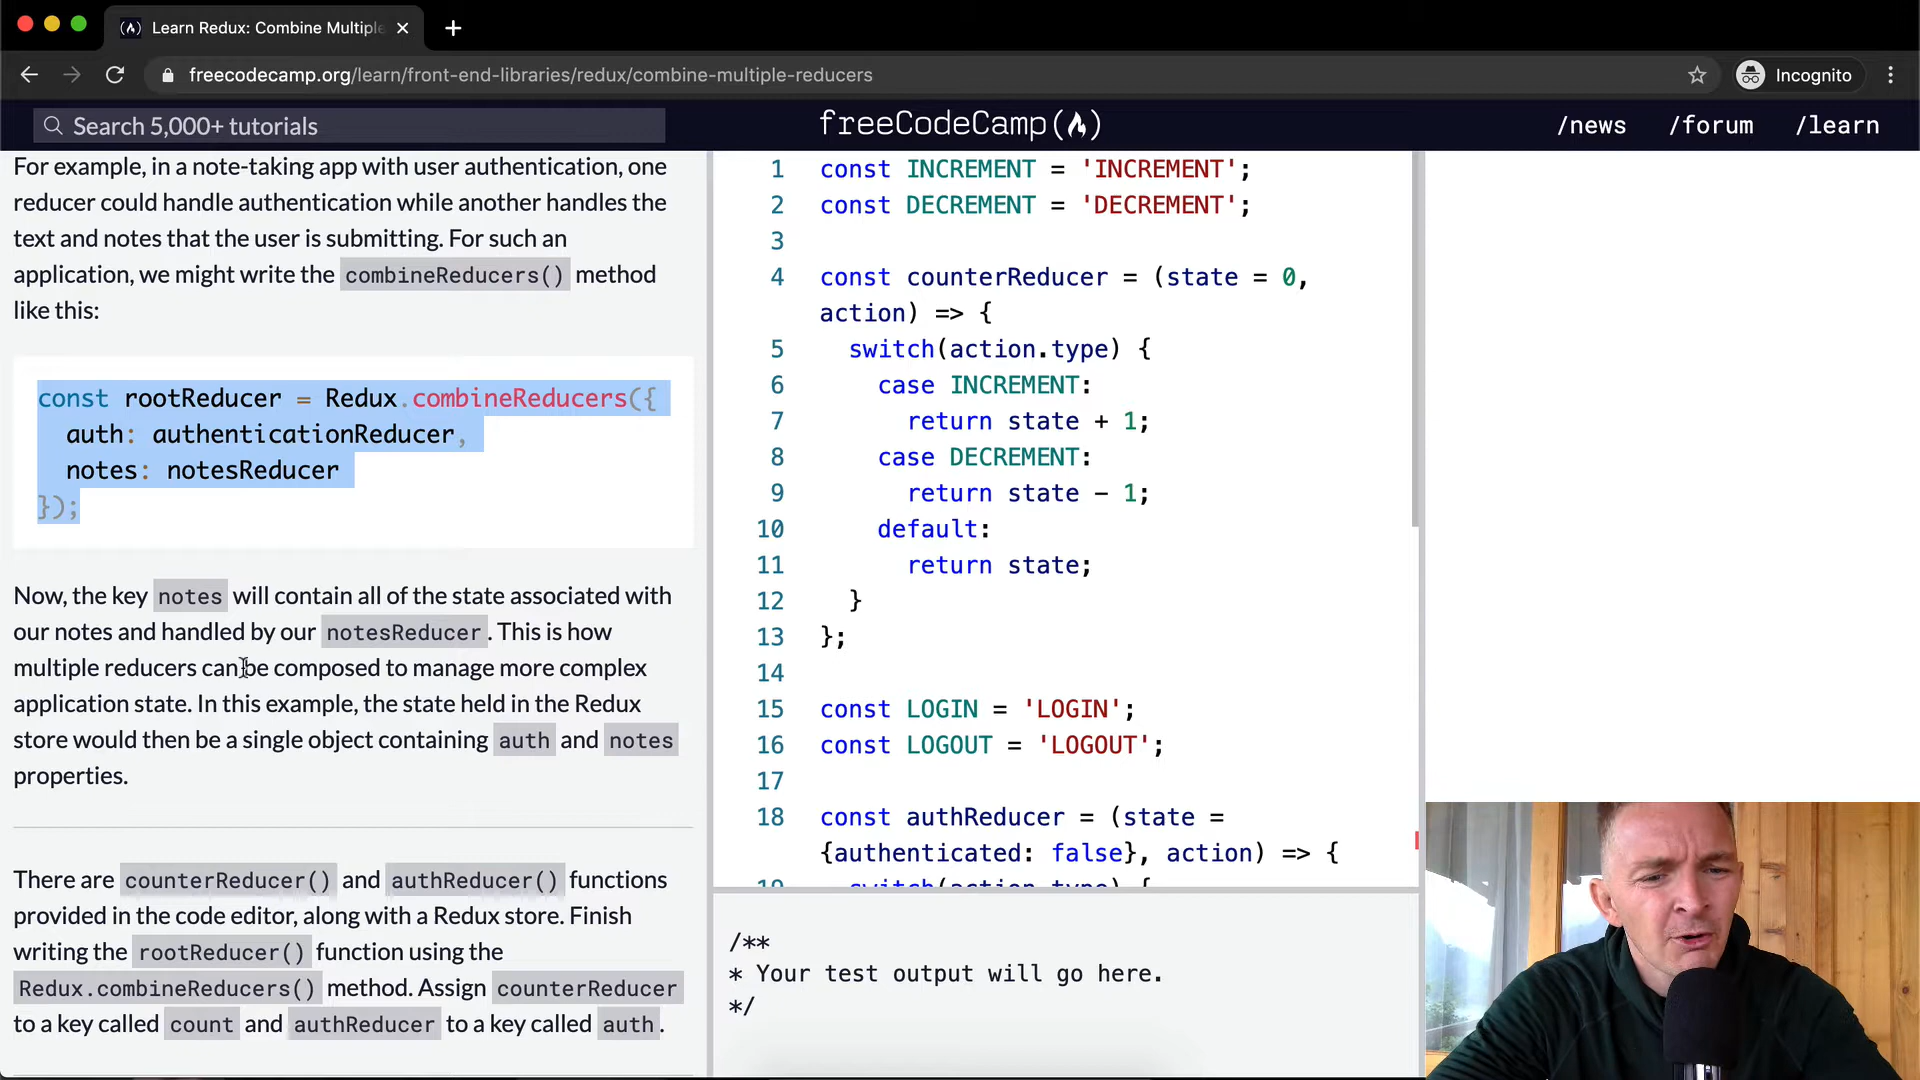 Learn Redux: Combine Multiple
freecodecamp.org/learn/front-end-libraries/redux/combine-multiple-reducers
Incognito
Search 5,000+ tutorials
freeCodeCamp
/news
/forum
/learn
For example, in a note-taking app with user authentication, one
reducer could handle authentication while another handles the
text and notes that the user is submitting. For such an
application, we might write the combineReducers() method
like this:
const rootReducer = Redux.combineReducers({
auth: authenticationReducer,
notes: notesReducer
});
Now, the key notes will contain all of the state associated with
our notes and handled by our notesReducer. This is how
multiple reducers can be composed to manage more complex
application state. In this example, the state held in the Redux
store would then be a single object containing auth and notes
properties.
There are counterReducer() and authReducer() functions
provided in the code editor, along with a Redux store. Finish
writing the rootReducer() function using the
Redux.combineReducers() method. Assign counterReducer
to a key called count and authReducer to a key called auth.
1 const INCREMENT = 'INCREMENT';
2 const DECREMENT = 'DECREMENT';
3
4 const counterReducer = (state = 0,
action) => {
5 switch(action.type) {
6 case INCREMENT:
7 return state + 1;
8 case DECREMENT:
9 return state - 1;
10 default:
11 return state;
12 }
13 };
14
15 const LOGIN = 'LOGIN';
16 const LOGOUT = 'LOGOUT';
17
18 const authReducer = (state =
{authenticated: false}, action) => {
19 switch(action.type) {
/**
* Your test output will go here.
*/